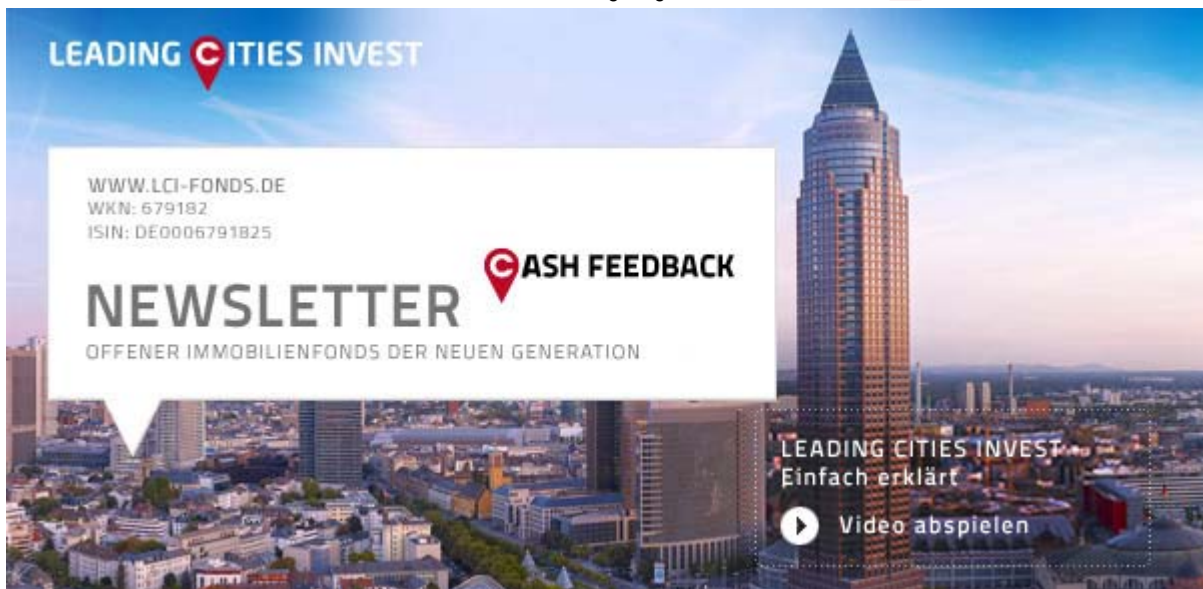 LEADING CITIES INVEST
WWW.LCI-FONDS.DE
WKN: 679182
ISIN: DE0006791825
CASH FEEDBACK
NEWSLETTER
OFFENER IMMOBILIENFONDS DER NEUEN GENERATION
LEADING CITIES INVEST
Einfach erklärt
Video abspielen